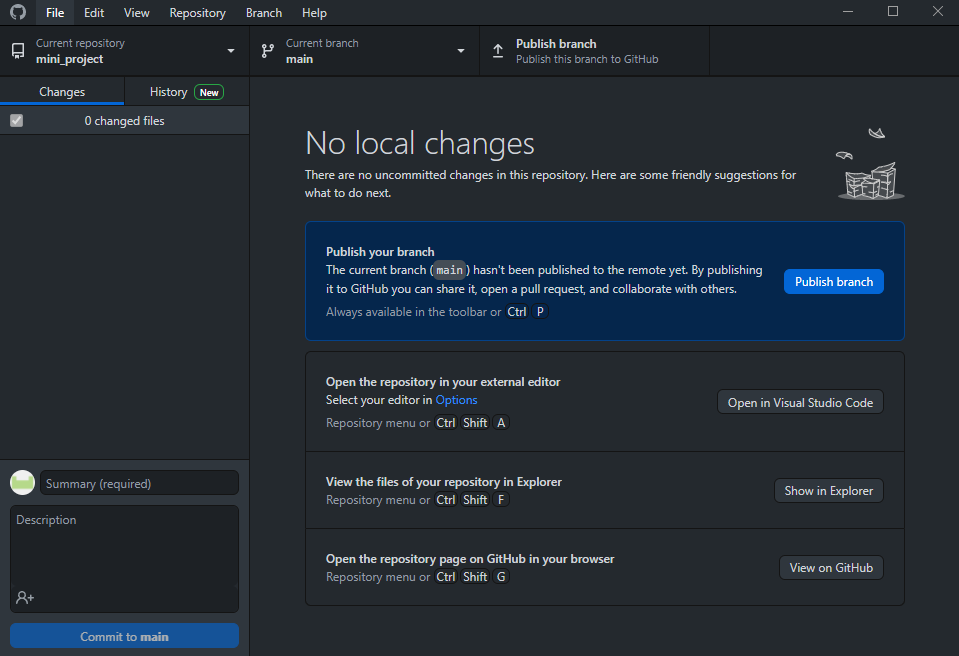 File Edit View Repository Branch Help
Current repository
mini_project
Current branch
main
Publish branch
Publish this branch to GitHub
Changes
History New
0 changed files
No local changes
There are no uncommitted changes in this repository. Here are some friendly suggestions for
what to do next.
Publish your branch
The current branch (main) hasn't been published to the remote yet. By publishing
it to GitHub you can share it, open a pull request, and collaborate with others.
Always available in the toolbar or Ctrl P
Publish branch
Open the repository in your external editor
Select your editor in Options
Repository menu or Ctrl Shift A
Open in Visual Studio Code
View the files of your repository in Explorer
Repository menu or Ctrl Shift F
Show in Explorer
Open the repository page on GitHub in your browser
Repository menu or Ctrl Shift G
View on GitHub
Summary (required)
Description
Commit to main